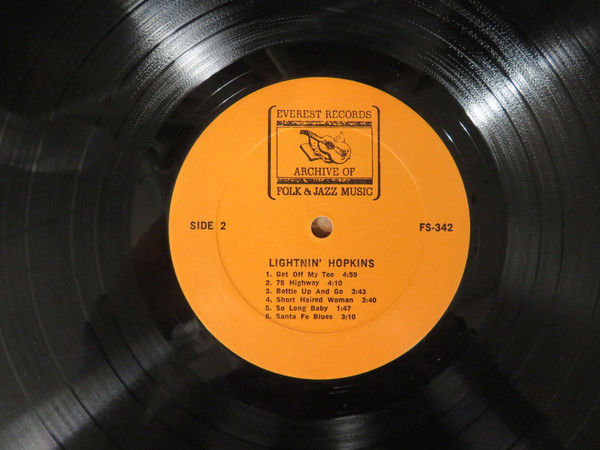 EVEREST RECORDS
ARCHIVE OF
FOLK & JAZZ MUSIC
SIDE 2
FS-342
LIGHTNIN' HOPKINS
1. Get Off My Toe 4:59
2. 75 Highway 4:10
3. Bottle Up And Go 3:43
4. Short Haired Woman 3:40
5. So Long Baby 1:47
6. Santa Fe Blues 3:10